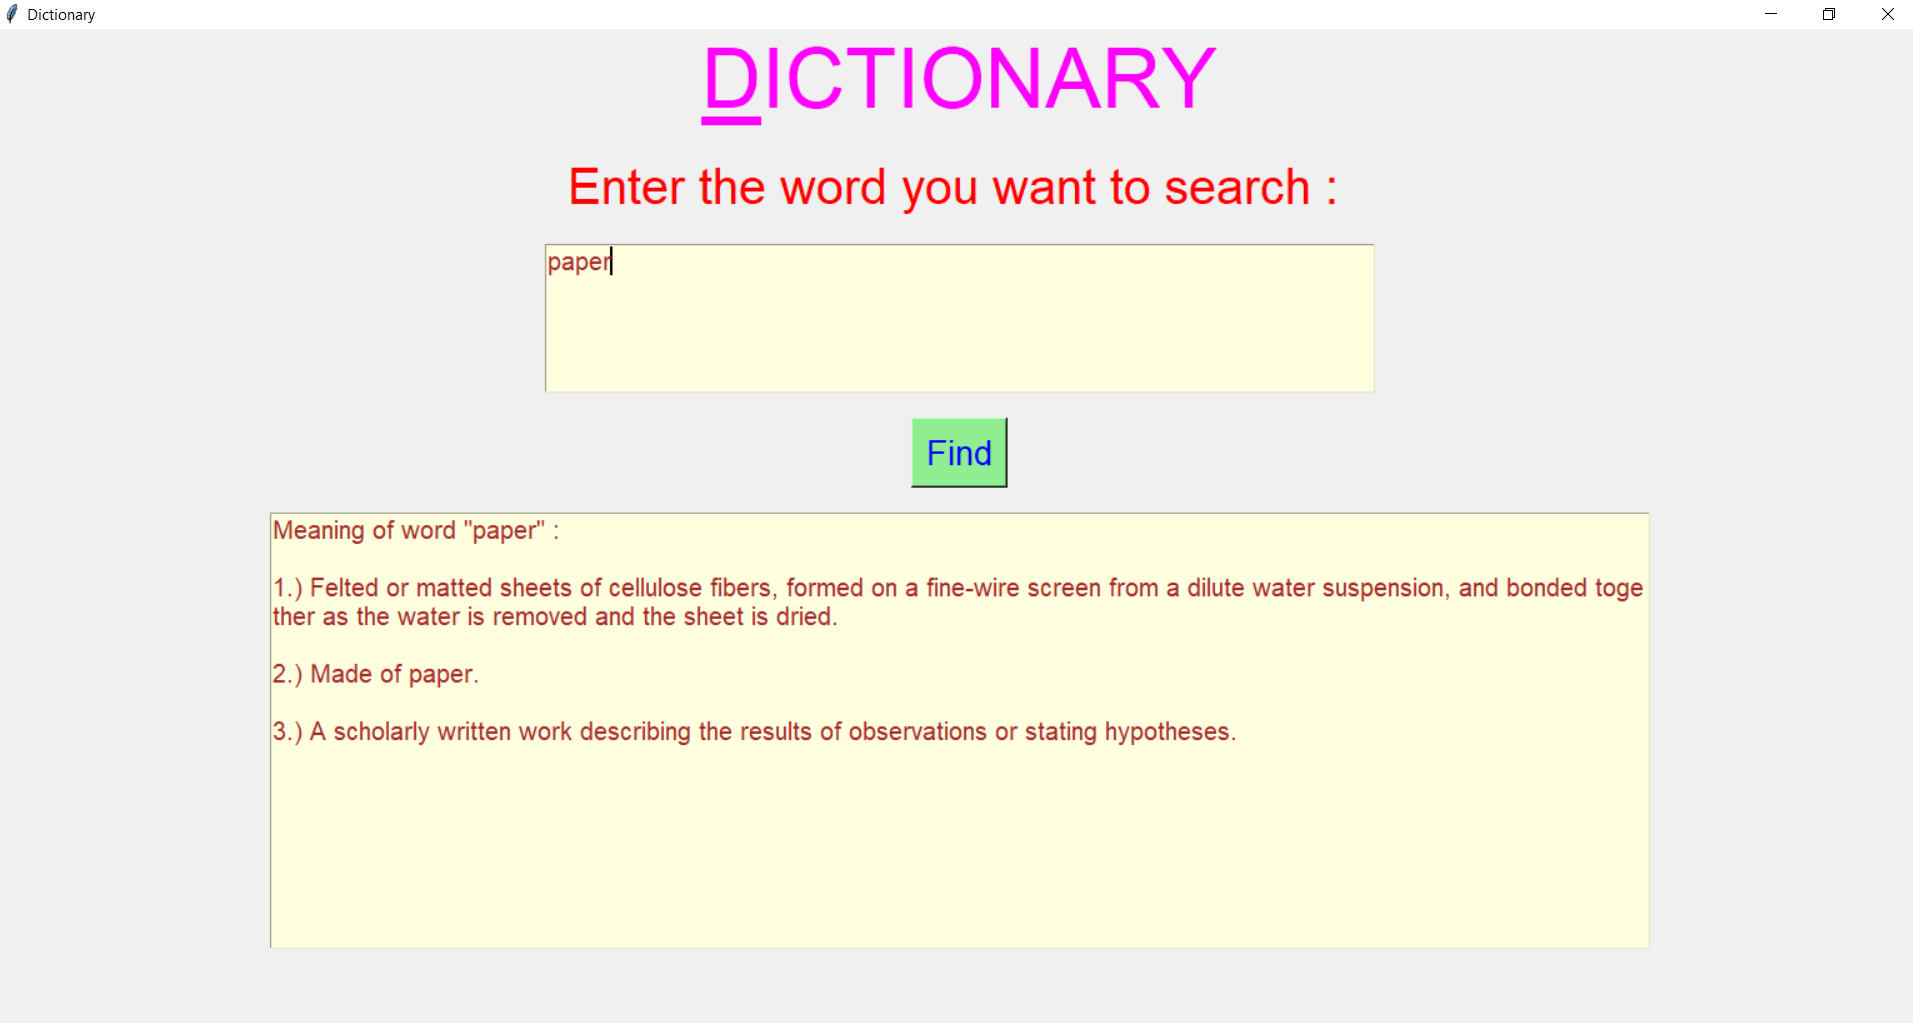 Dictionary
DICTIONARY
Enter the word you want to search :
paper
Find
Meaning of word "paper" :
1.) Felted or matted sheets of cellulose fibers, formed on a fine-wire screen from a dilute water suspension, and bonded toge
ther as the water is removed and the sheet is dried.
2.) Made of paper.
3.) A scholarly written work describing the results of observations or stating hypotheses.